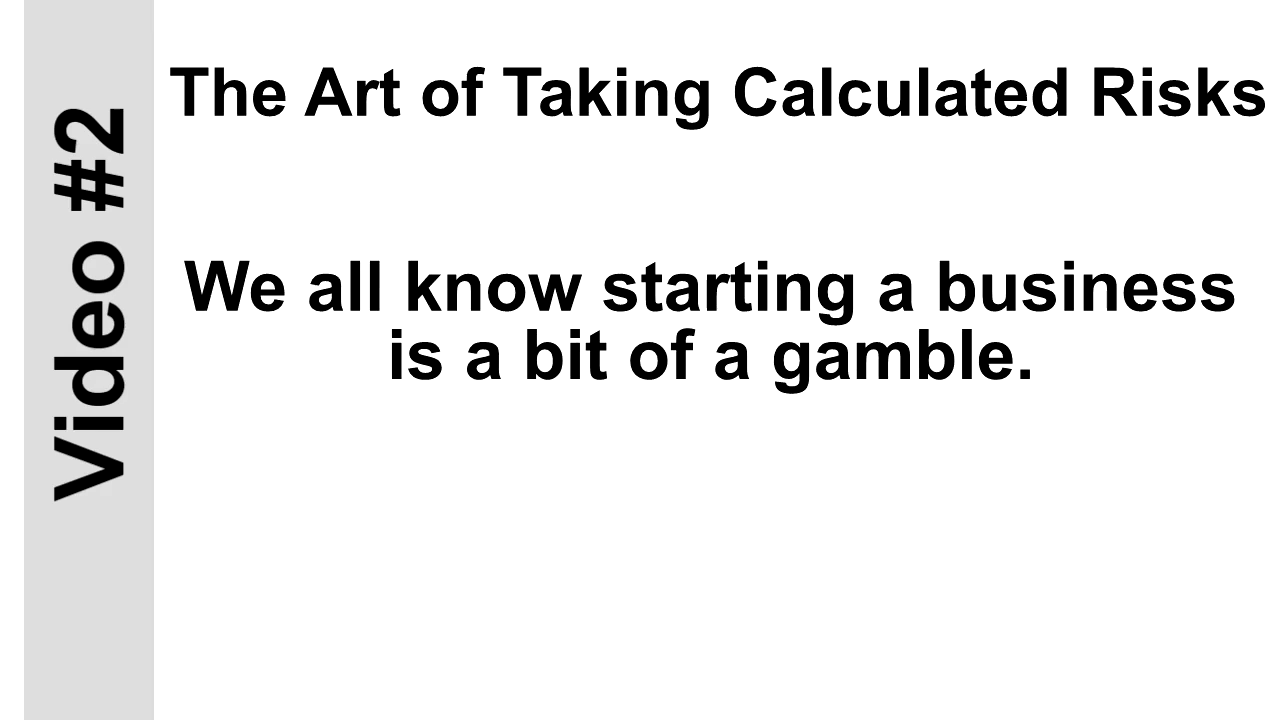 Video #2
The Art of Taking Calculated Risks
We all know starting a business
is a bit of a gamble.